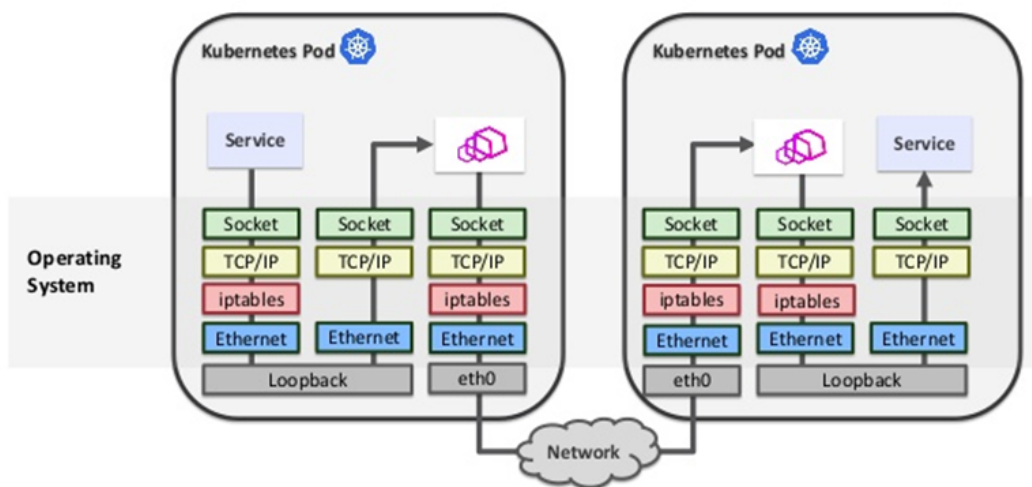 Kubernetes Pod
Kubernetes Pod
Service
Service
Operating
System
Socket Socket Socket
TCP/IP TCP/IP TCP/IP
iptables iptables
Ethernet Ethernet Ethernet
Loopback eth0
Socket Socket Socket
TCP/IP TCP/IP TCP/IP
iptables iptables
Ethernet Ethernet Ethernet
eth0 Loopback
Network